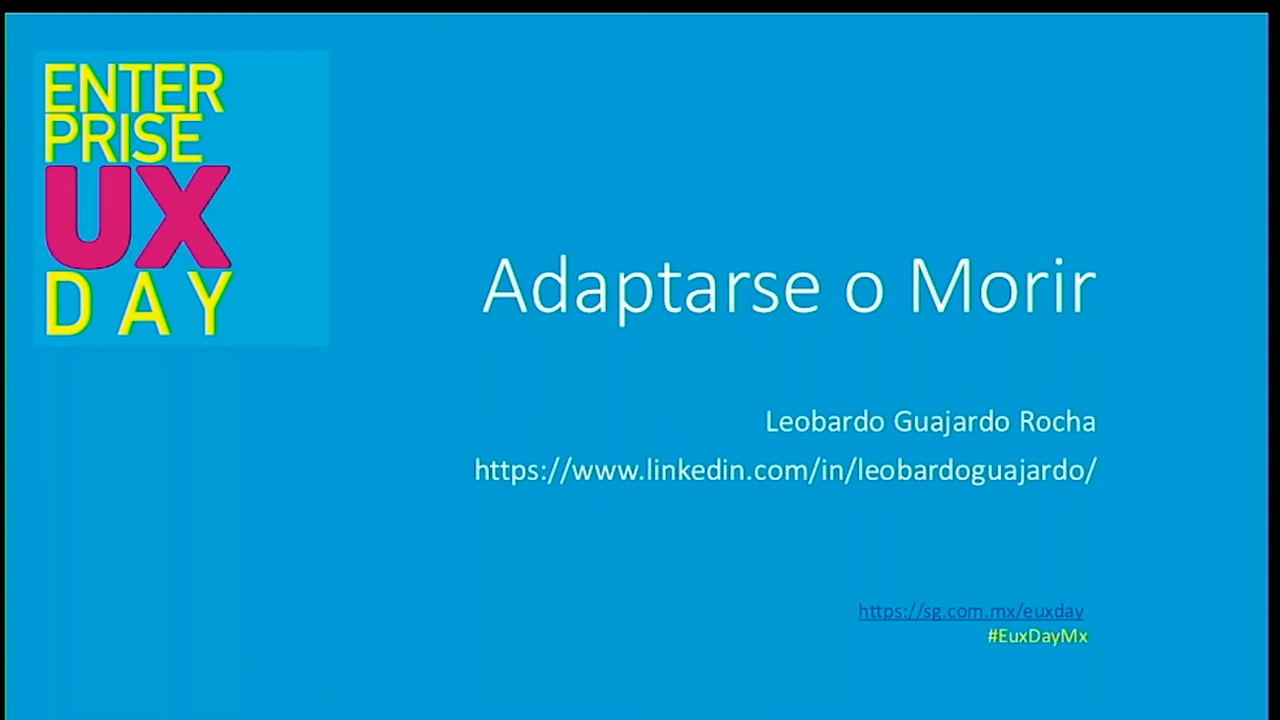 ENTER
PRISE
UX
DAY
Adaptarse o Morir
Leobardo Guajardo Rocha
https://www.linkedin.com/in/leobardoguajardo/
https://sg.com.mx/euxday
#EuxDayMx